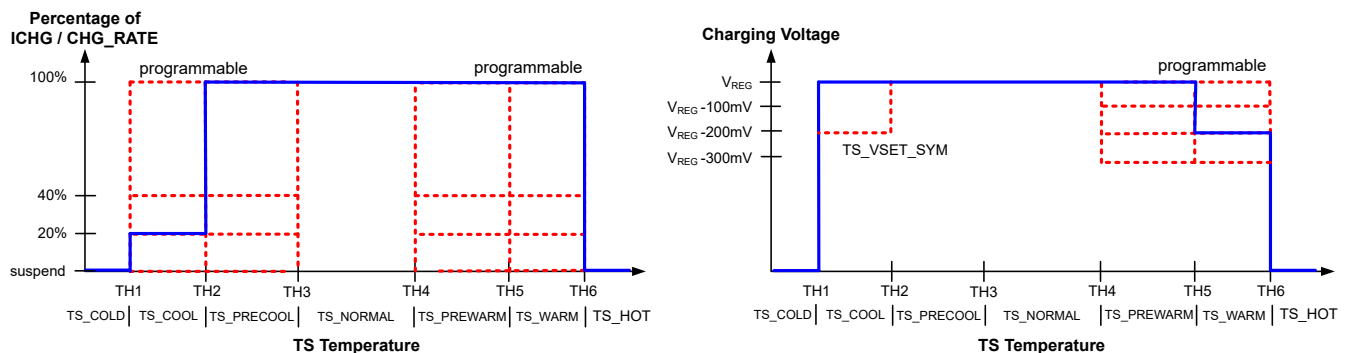 Percentage of
ICHG / CHG_RATE
programmable
programmable
100%
40%
20%
suspend
TH1
TH2
TH3
TH4
TH5
TH6
TS_COLD
TS_COOL
TS_PRECOOL
TS_NORMAL
TS_PREWARM
TS_WARM
TS_HOT
TS Temperature
Charging Voltage
programmable
VREG
VREG -100mV
VREG -200mV
VREG -300mV
TS_VSET_SYM
TH1
TH2
TH3
TH4
TH5
TH6
TS_COLD
TS_COOL
TS_PRECOOL
TS_NORMAL
TS_PREWARM
TS_WARM
TS_HOT
TS Temperature